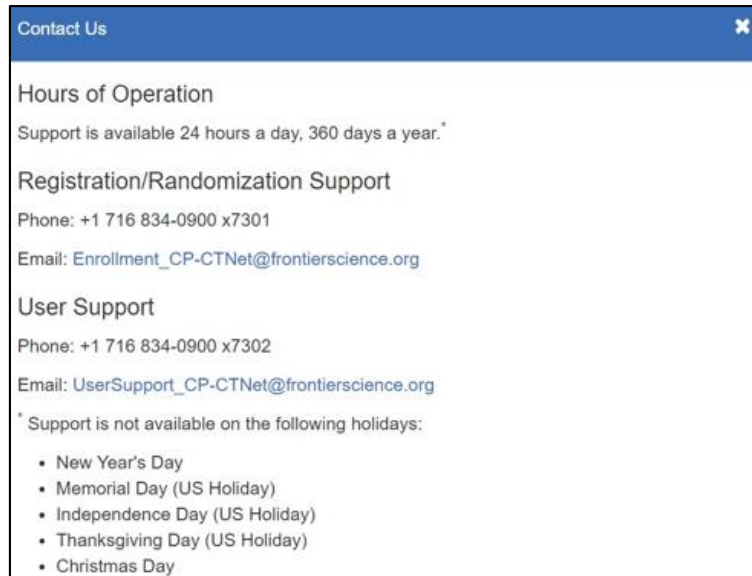 Contact Us
Hours of Operation
Support is available 24 hours a day, 360 days a year.*
Registration/Randomization Support
Phone: +1 716 834-0900 x7301
Email: Enrollment_CP-CTNet@frontierscience.org
User Support
Phone: +1 716 834-0900 x7302
Email: UserSupport_CP-CTNet@frontierscience.org
* Support is not available on the following holidays:
• New Year's Day
• Memorial Day (US Holiday)
• Independence Day (US Holiday)
• Thanksgiving Day (US Holiday)
• Christmas Day